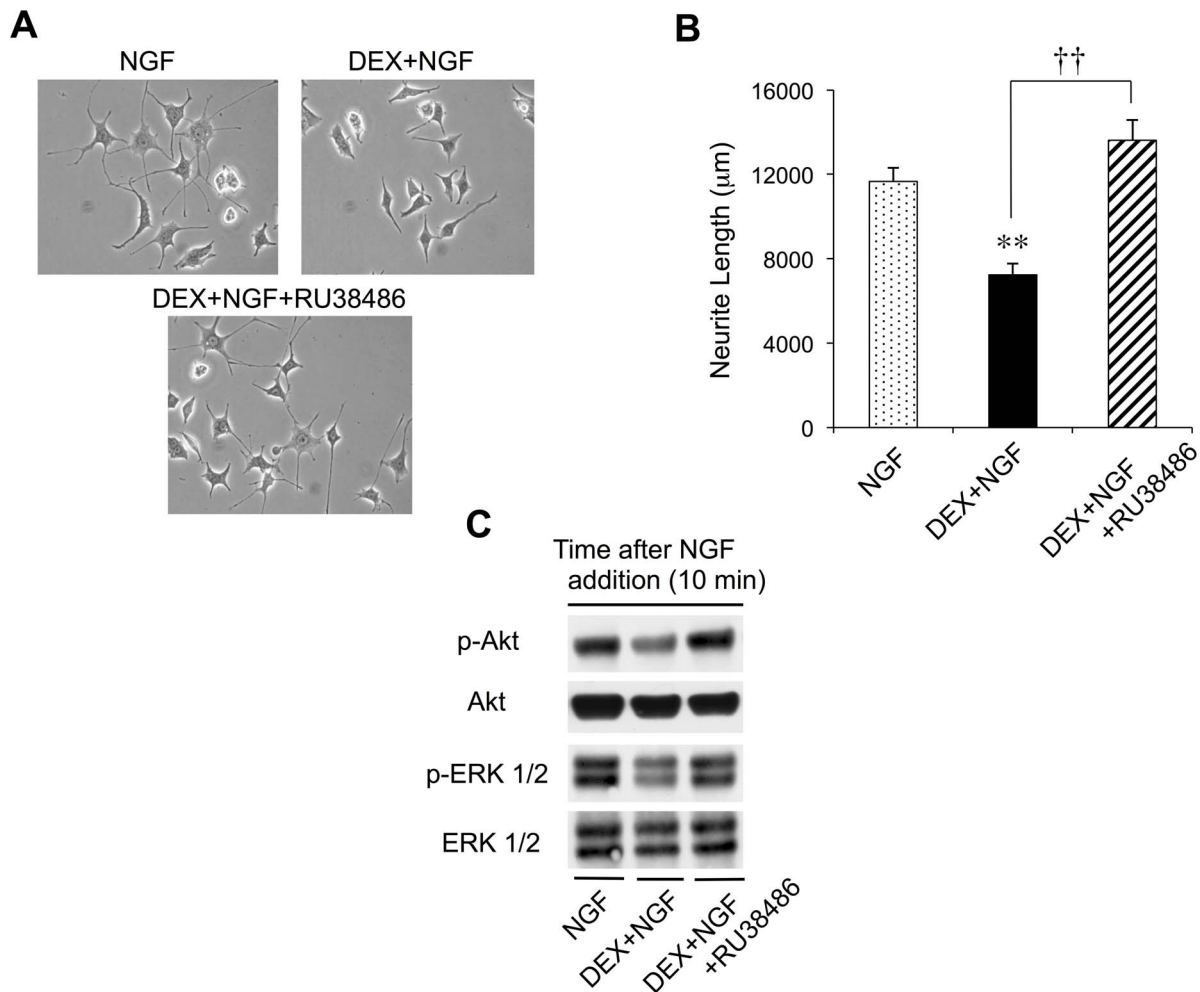 A
NGF
DEX+NGF
DEX+NGF+RU38486
B
††
16000
12000
8000
4000
0
Neurite Length (μm)
**
NGF
DEX+NGF
DEX+NGF
+RU38486
C
Time after NGF
addition (10 min)
p-Akt
Akt
p-ERK 1/2
ERK 1/2
NGF
DEX+NGF
DEX+NGF
+RU38486